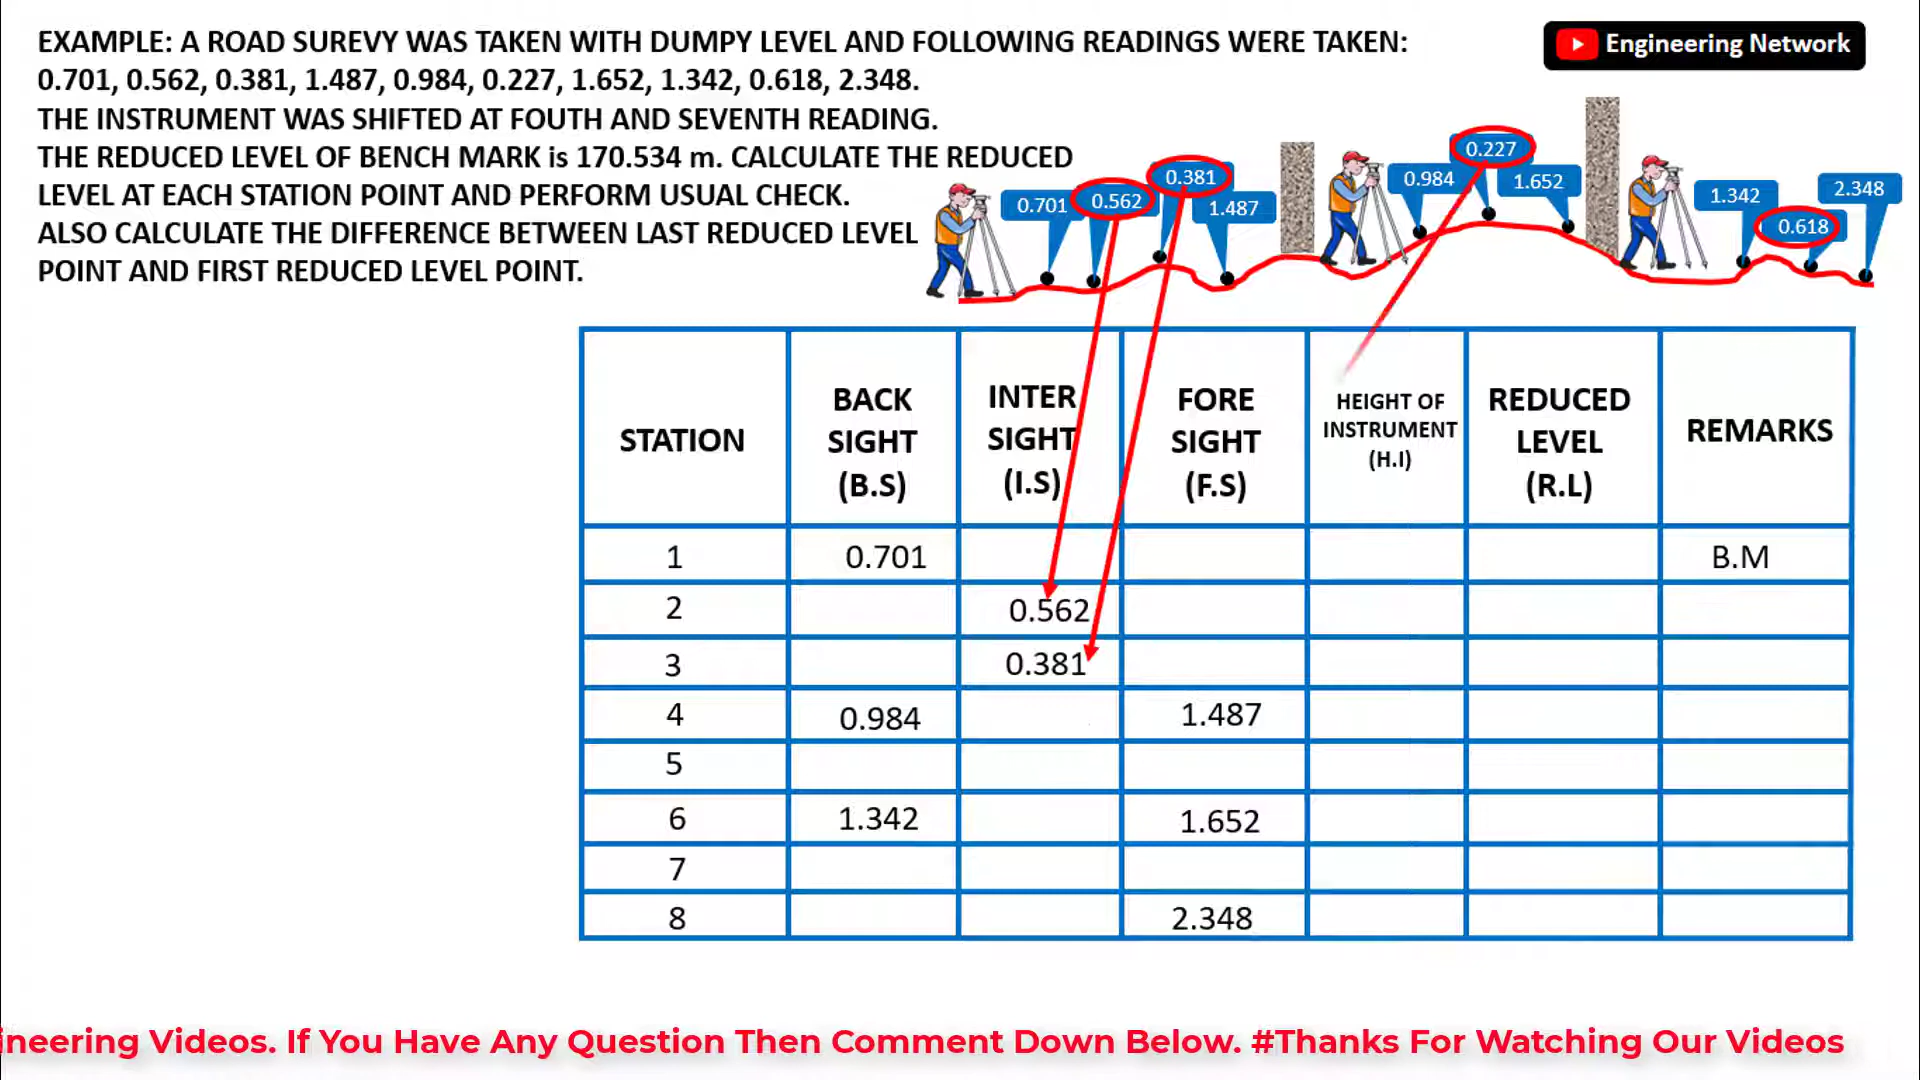 EXAMPLE: A ROAD SUREVY WAS TAKEN WITH DUMPY LEVEL AND FOLLOWING READINGS WERE TAKEN:
0.701, 0.562, 0.381, 1.487, 0.984, 0.227, 1.652, 1.342, 0.618, 2.348.
THE INSTRUMENT WAS SHIFTED AT FOUTH AND SEVENTH READING.
THE REDUCED LEVEL OF BENCH MARK is 170.534 m. CALCULATE THE REDUCED
LEVEL AT EACH STATION POINT AND PERFORM USUAL CHECK.
ALSO CALCULATE THE DIFFERENCE BETWEEN LAST REDUCED LEVEL
POINT AND FIRST REDUCED LEVEL POINT.
Engineering Network
0.701 0.562 0.381 1.487 0.984 0.227 1.652 1.342 0.618 2.348
STATION BACK SIGHT (B.S) INTER SIGHT (I.S) FORE SIGHT (F.S) HEIGHT OF INSTRUMENT (H.I) REDUCED LEVEL (R.L) REMARKS
1 0.701 B.M
2 0.562
3 0.381
4 0.984 1.487
5
6 1.342 1.652
7
8 2.348
ineering Videos. If You Have Any Question Then Comment Down Below. #Thanks For Watching Our Videos